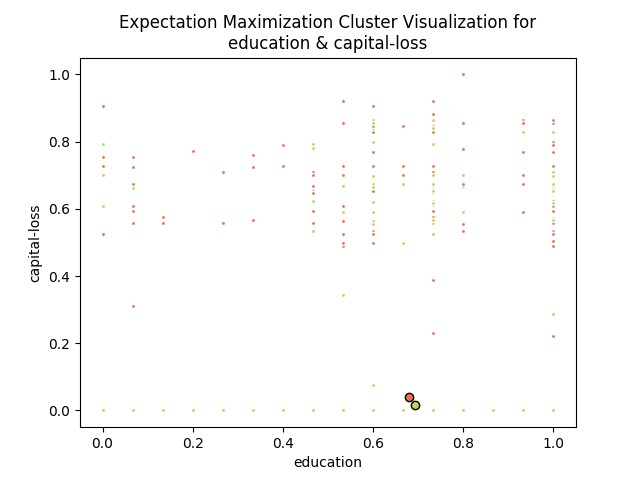 Expectation Maximization Cluster Visualization for
education & capital-loss
1.0
0.8
0.6
0.4
0.2
0.0
capital-loss
0.0 0.2 0.4 0.6 0.8 1.0
education